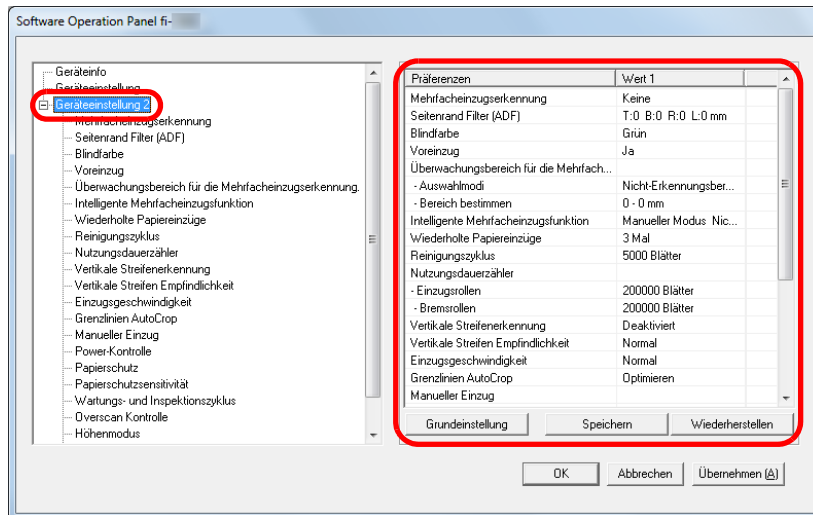 Software Operation Panel fi-
Geräteinfo
Geräteeinstellung
Geräteeinstellung 2
Mehrfacheinzugserkennung
Seitenrand Filter (ADF)
Blindfarbe
Voreinzug
Überwachungsbereich für die Mehrfacheinzugserkennung.
Intelligente Mehrfacheinzugsfunktion
Wiederholte Papiereinzüge
Reinigungszyklus
Nutzungsdauerzähler
Vertikale Streifenerkennung
Vertikale Streifen Empfindlichkeit
Einzugsgeschwindigkeit
Grenzlinien AutoCrop
Manueller Einzug
Power-Kontrolle
Papierschutz
Papierschutzsensitivität
Wartungs- und Inspektionszyklus
Overscan Kontrolle
Höhenmodus
Präferenzen Wert 1
Mehrfacheinzugserkennung Keine
Seitenrand Filter (ADF) T:0 B:0 R:0 L:0 mm
Blindfarbe Grün
Voreinzug Ja
Überwachungsbereich für die Mehrfach...
- Auswahlmodi Nicht-Erkennungsber...
- Bereich bestimmen 0 - 0 mm
Intelligente Mehrfacheinzugsfunktion Manueller Modus Nic...
Wiederholte Papiereinzüge 3 Mal
Reinigungszyklus 5000 Blätter
Nutzungsdauerzähler
- Einzugsrollen 200000 Blätter
- Bremsrollen 200000 Blätter
Vertikale Streifenerkennung Deaktiviert
Vertikale Streifen Empfindlichkeit Normal
Einzugsgeschwindigkeit Normal
Grenzlinien AutoCrop Optimieren
Manueller Einzug
Grundeinstellung Speichern Wiederherstellen
OK Abbrechen Übernehmen (A)